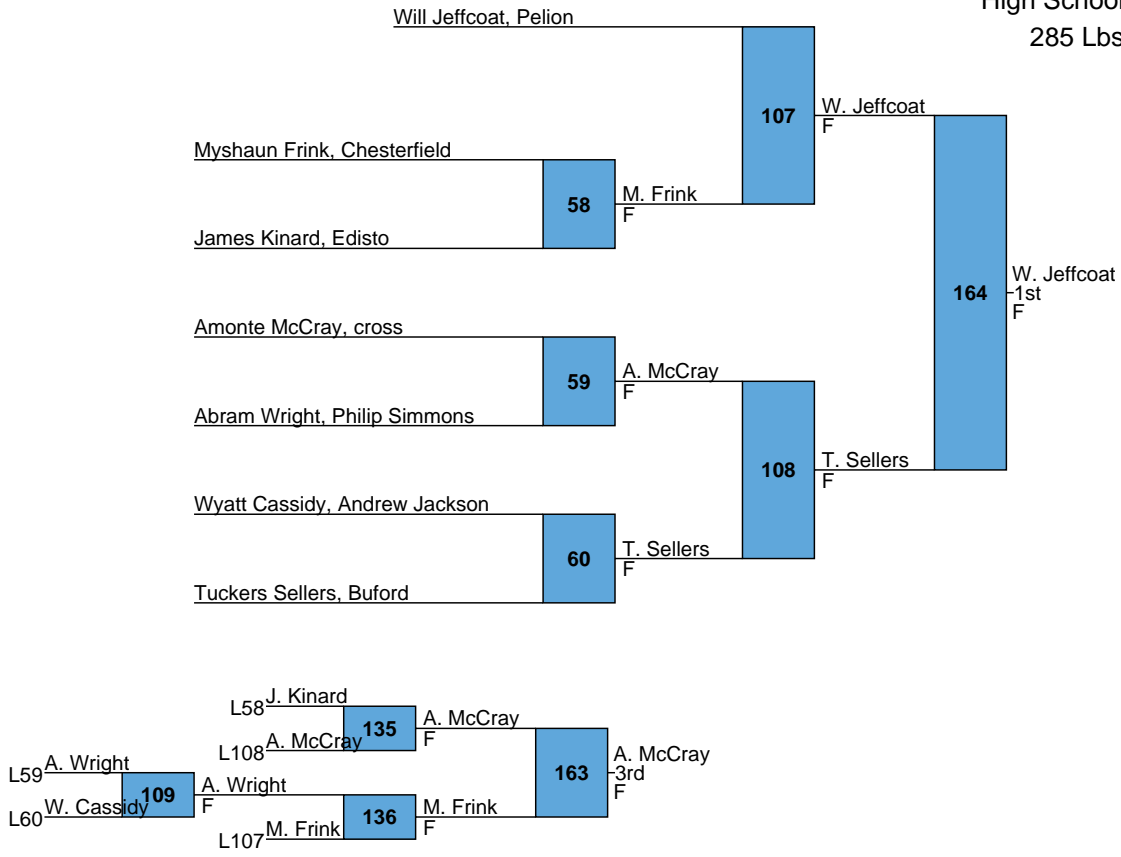 High School
285 Lbs
Will Jeffcoat, Pelion
107
W. Jeffcoat
F
Myshaun Frink, Chesterfield
58
M. Frink
F
James Kinard, Edisto
164
W. Jeffcoat
1st
F
Amonte McCray, cross
59
A. McCray
F
Abram Wright, Philip Simmons
108
T. Sellers
F
Wyatt Cassidy, Andrew Jackson
60
T. Sellers
F
Tuckers Sellers, Buford
L58 J. Kinard
135
A. McCray
F
L108 A. McCray
163
A. McCray
3rd
F
L59 A. Wright
109
A. Wright
F
L60 W. Cassidy
136
M. Frink
F
L107 M. Frink